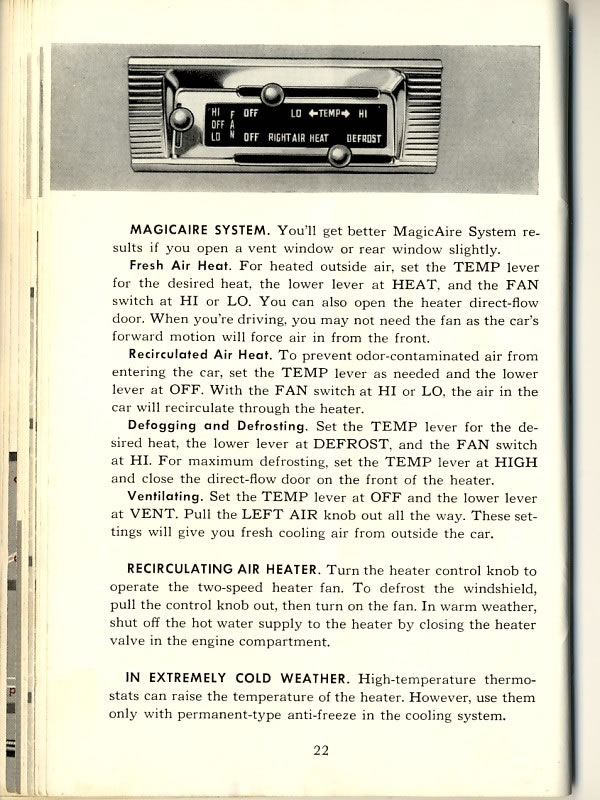 HI F OFF LO ←TEMP→ HI
OFF A
LO N OFF RIGHT AIR HEAT DEFROST
MAGICAIRE SYSTEM. You'll get better MagicAire System re-
sults if you open a vent window or rear window slightly.
Fresh Air Heat. For heated outside air, set the TEMP lever
for the desired heat, the lower lever at HEAT, and the FAN
switch at HI or LO. You can also open the heater direct-flow
door. When you're driving, you may not need the fan as the car's
forward motion will force air in from the front.
Recirculated Air Heat. To prevent odor-contaminated air from
entering the car, set the TEMP lever as needed and the lower
lever at OFF. With the FAN switch at HI or LO, the air in the
car will recirculate through the heater.
Defogging and Defrosting. Set the TEMP lever for the de-
sired heat, the lower lever at DEFROST, and the FAN switch
at HI. For maximum defrosting, set the TEMP lever at HIGH
and close the direct-flow door on the front of the heater.
Ventilating. Set the TEMP lever at OFF and the lower lever
at VENT. Pull the LEFT AIR knob out all the way. These set-
tings will give you fresh cooling air from outside the car.
RECIRCULATING AIR HEATER. Turn the heater control knob to
operate the two-speed heater fan. To defrost the windshield,
pull the control knob out, then turn on the fan. In warm weather,
shut off the hot water supply to the heater by closing the heater
valve in the engine compartment.
IN EXTREMELY COLD WEATHER. High-temperature thermo-
stats can raise the temperature of the heater. However, use them
only with permanent-type anti-freeze in the cooling system.
22